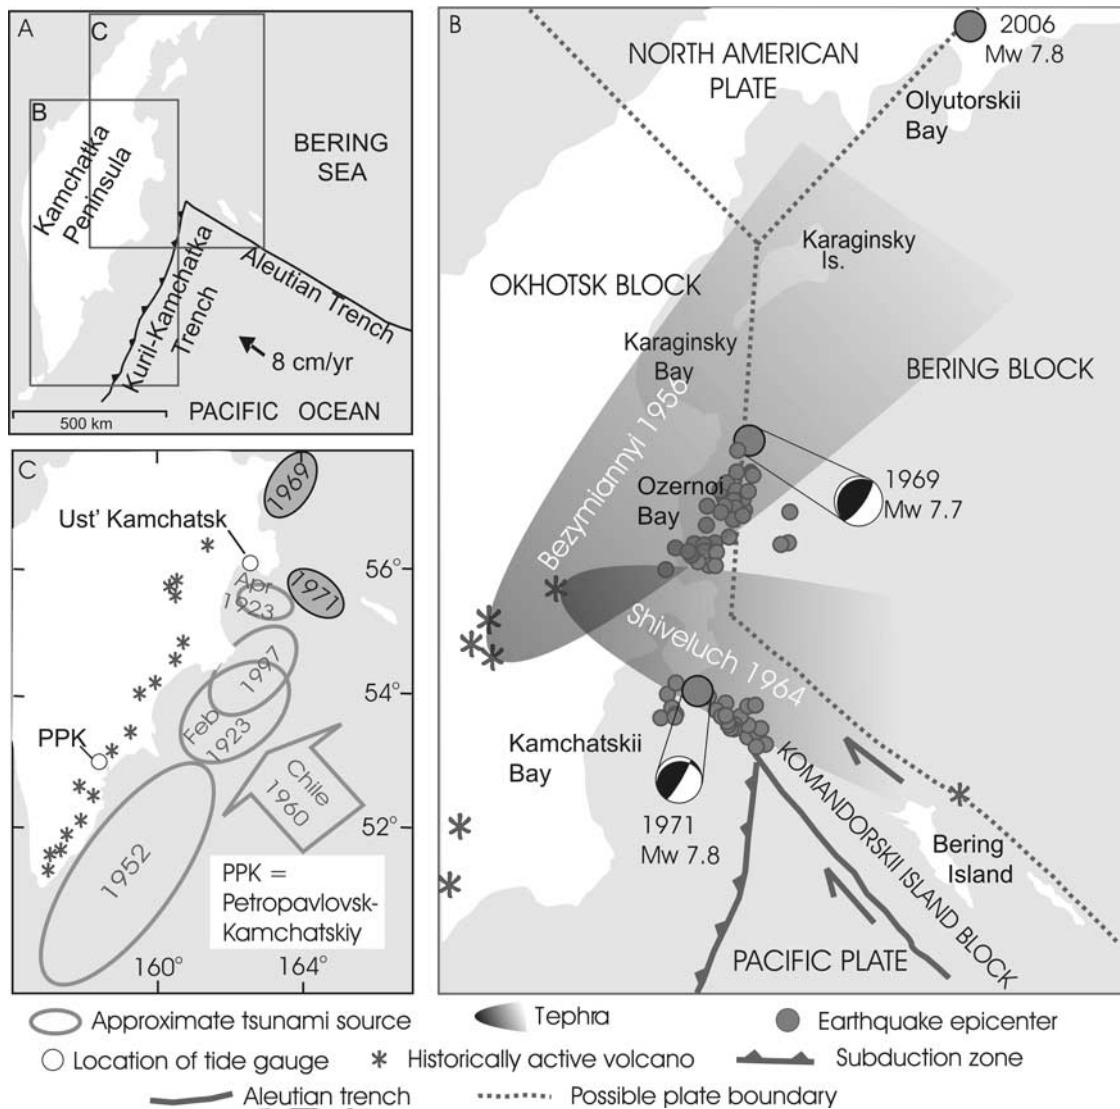 A
C
B
Kamchatka
Peninsula
BERING
SEA
Aleutian Trench
Kuril-Kamchatka
Trench
8 cm/yr
500 km
PACIFIC OCEAN
B
2006
Mw 7.8
NORTH AMERICAN
PLATE
Olyutorskii
Bay
Karaginsky
Is.
OKHOTSK BLOCK
Karaginsky
Bay
BERING BLOCK
Bezymiannyi 1956
Ozernoi
Bay
1969
Mw 7.7
Shiveluch 1964
Kamchatskii
Bay
1971
Mw 7.8
KOMANDORSKII ISLAND BLOCK
Bering
Island
PACIFIC PLATE
C
1969
Ust' Kamchatsk
Apr
1923
1971
56°
1997
54°
Feb
1923
PPK
Chile
1960
52°
1952
PPK =
Petropavlovsk-
Kamchatskiy
160°
164°
Approximate tsunami source
Tephra
Earthquake epicenter
Location of tide gauge
Historically active volcano
Subduction zone
Aleutian trench
Possible plate boundary